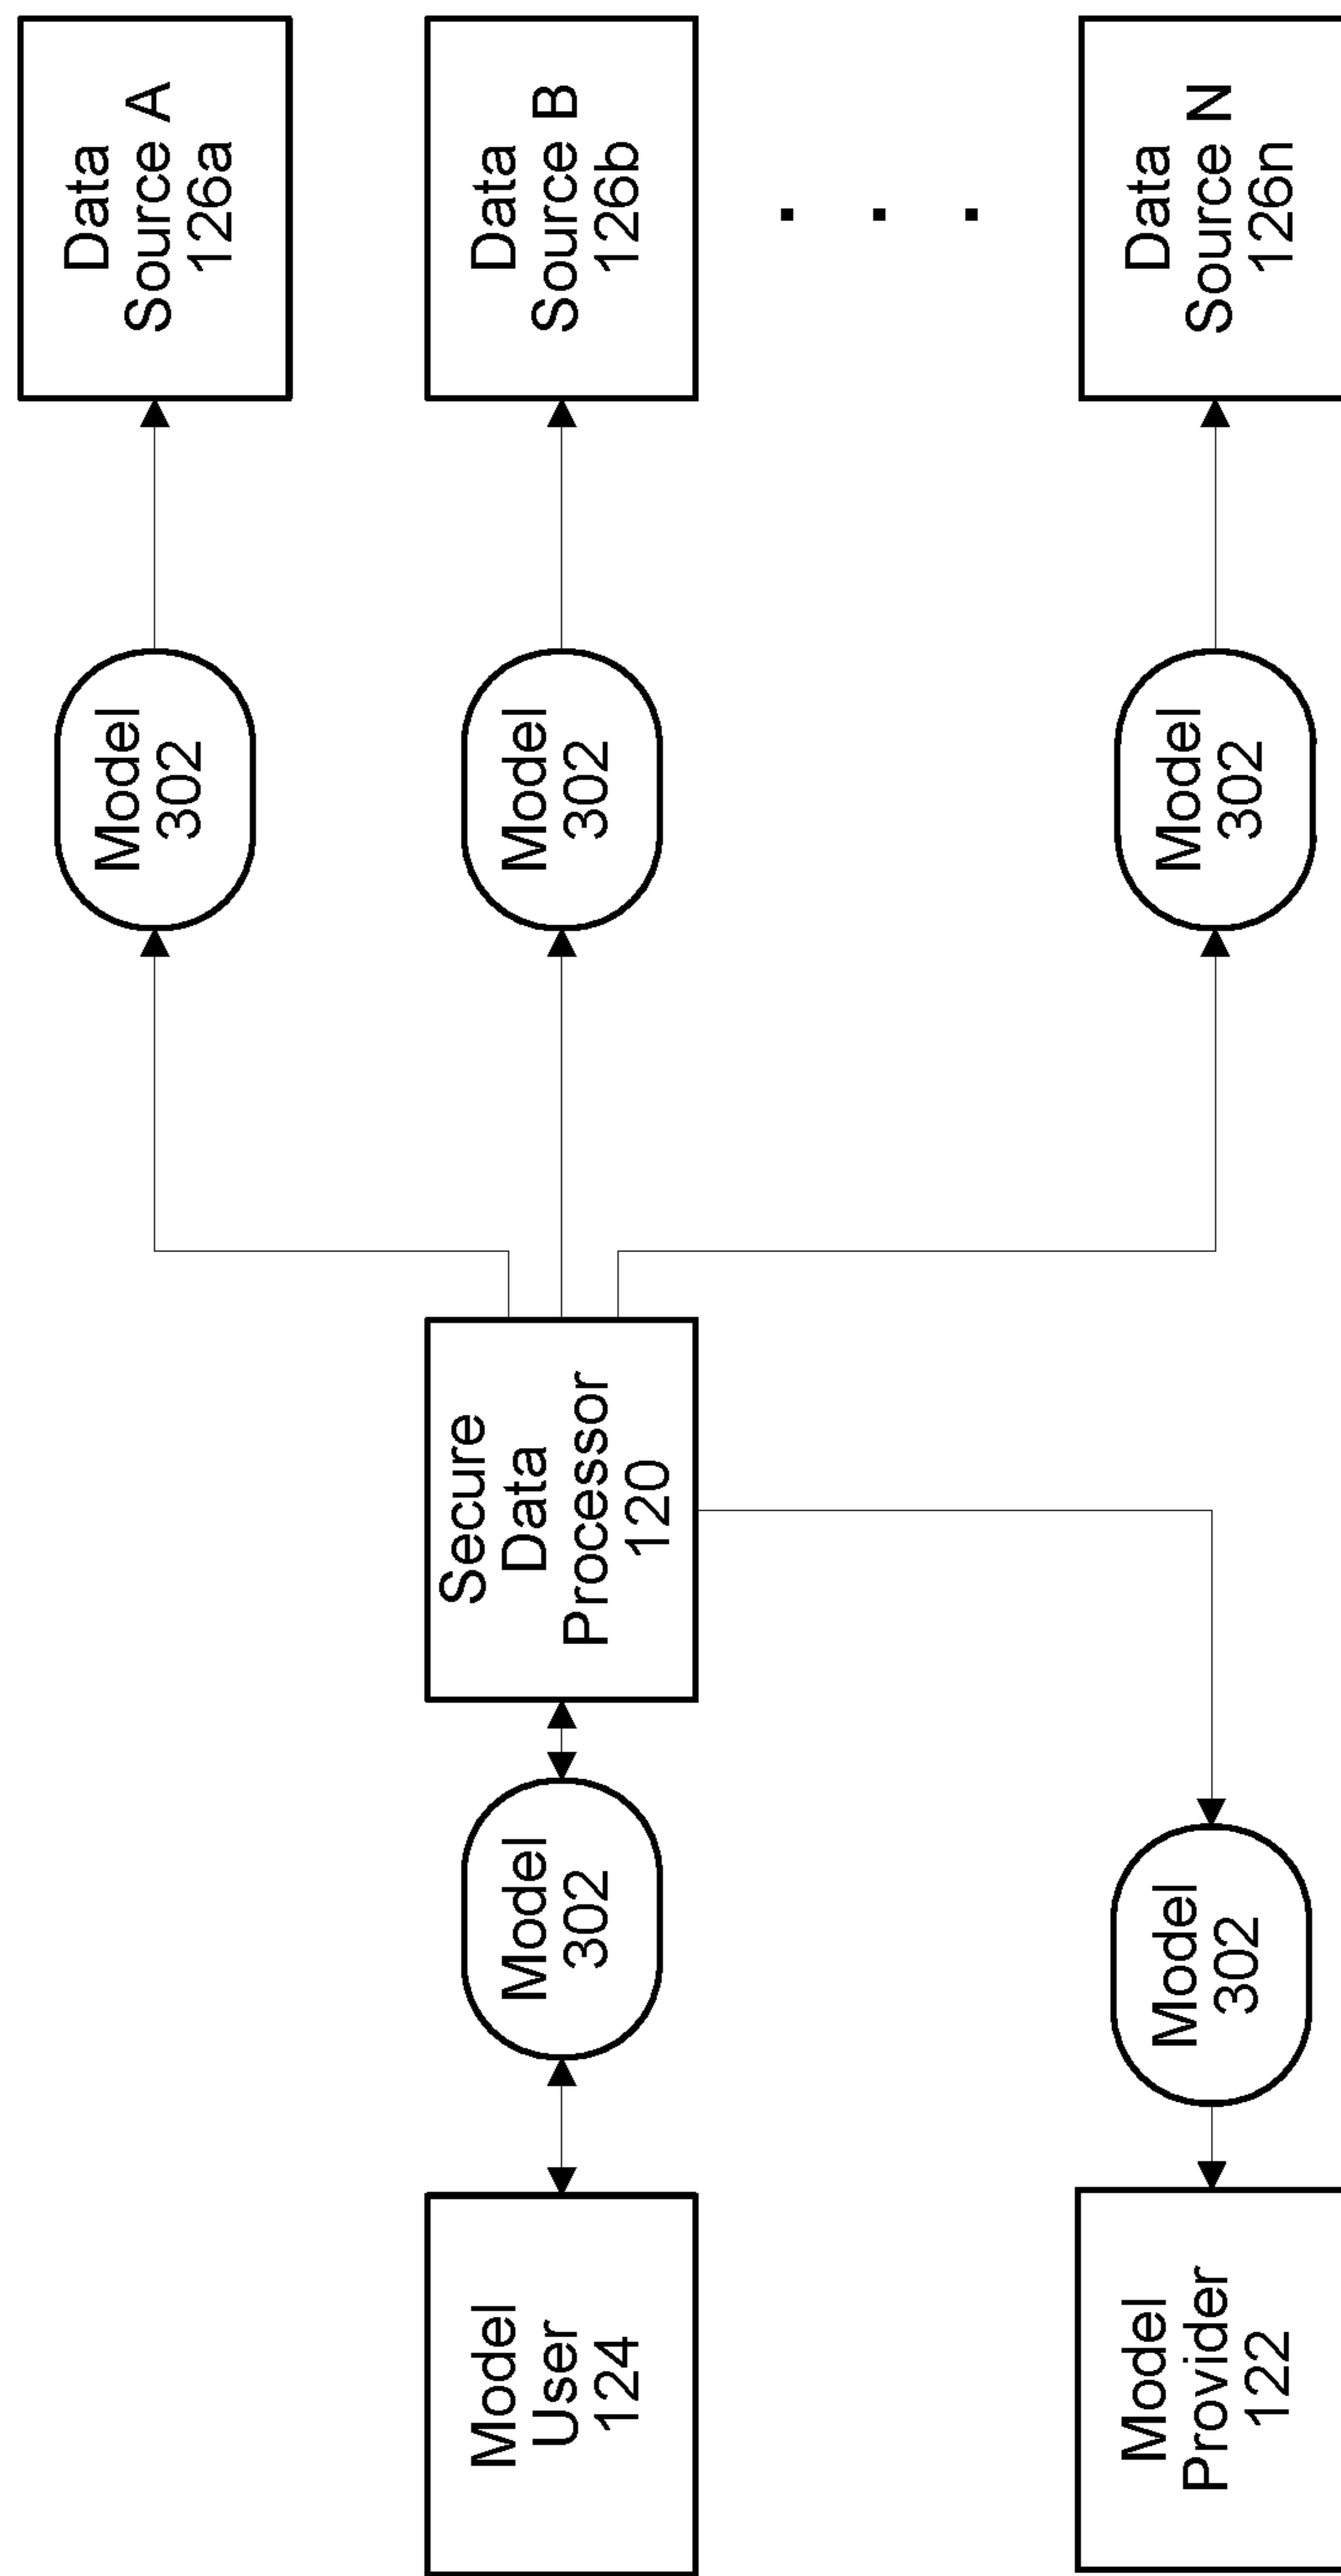 Model
302
Data
Source A
126a
Model
User
124
Model
302
Secure
Data
Processor
120
Model
302
Data
Source B
126b
. . .
Model
Provider
122
Model
302
Model
302
Data
Source N
126n